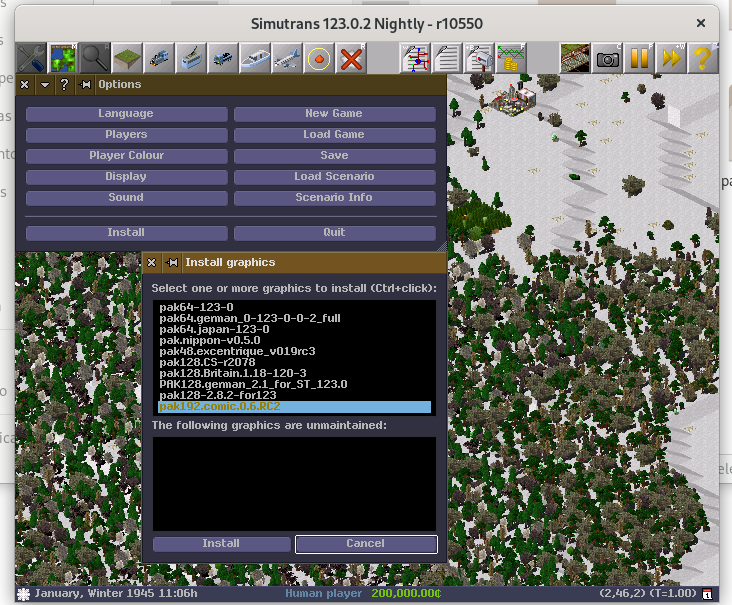 Simutrans 123.0.2 Nightly - r10550
Options
Language
New Game
Players
Load Game
Player Colour
Save
Display
Load Scenario
Sound
Scenario Info
Install
Quit
Install graphics
Select one or more graphics to install (Ctrl+click):
pak64-123-0
pak64.german_0-123-0-0-2_full
pak64.japan-123-0
pak.nippon-v0.5.0
pak48.excentrique_v019rc3
pak128.CS-r2078
pak128.Britain.1.18-120-3
PAK128.german_2.1_for_ST_123.0
pak128-2.8.2-for123
pak192.comic.0.6.RC2
The following graphics are unmaintained:
Install
Cancel
January, Winter 1945 11:06h
Human player
200,000.00¢
(2,46,2) (T=1.00)